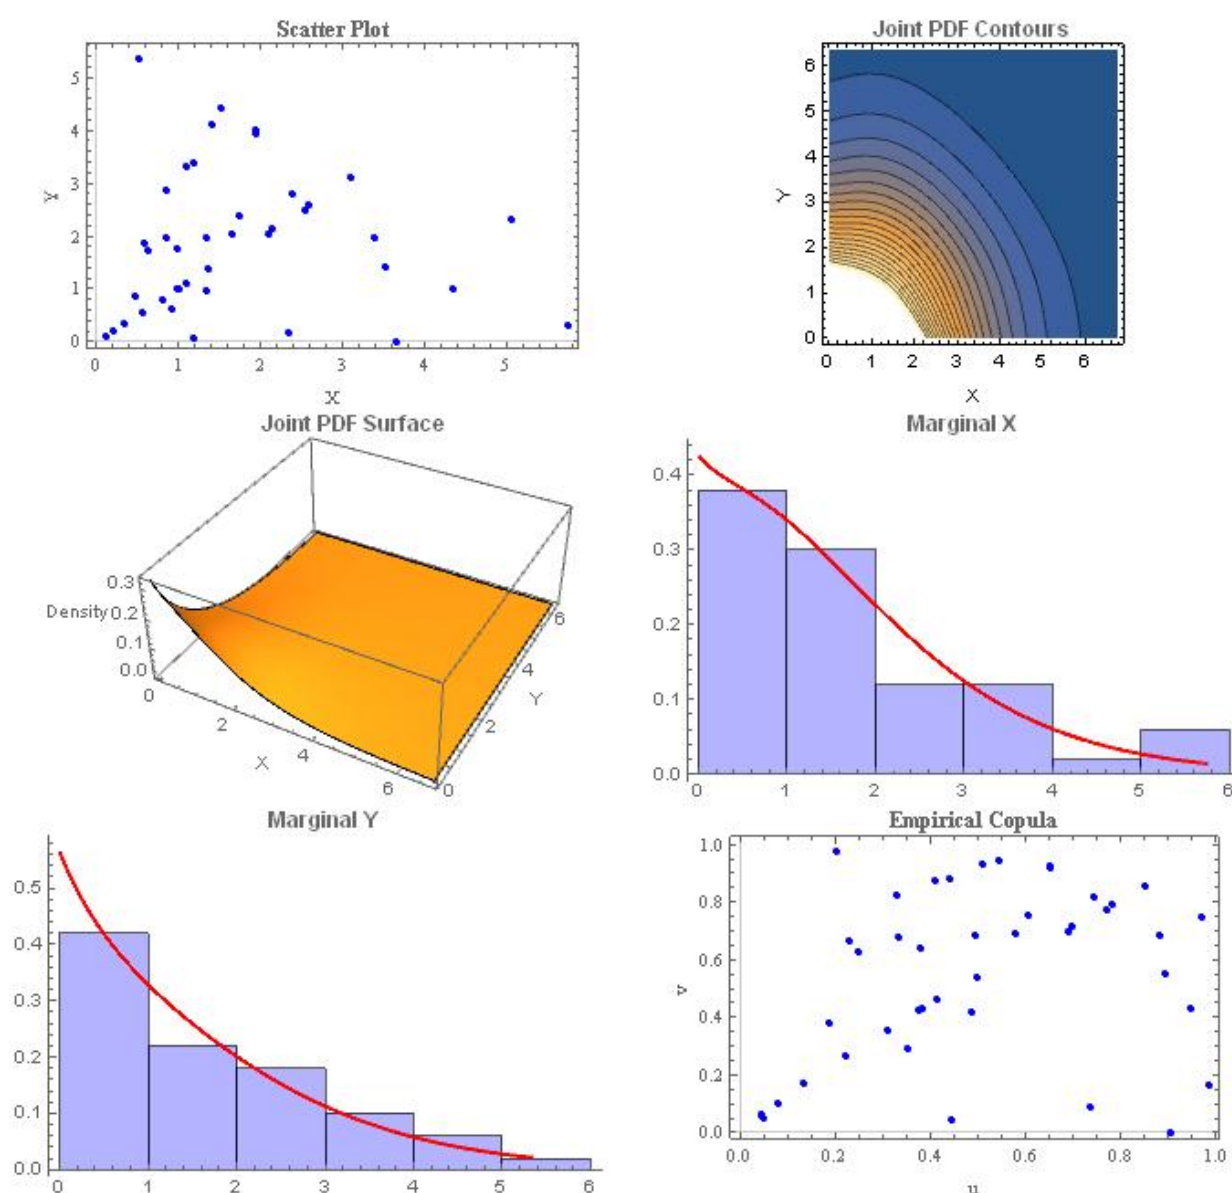 Scatter Plot
5
4
3
2
1
0
Y
0 1 2 3 4 5
X
Joint PDF Contours
6
5
4
3
2
1
0
Y
0 1 2 3 4 5 6
X
Joint PDF Surface
0.3
Density 0.2
0.1
0.0
0
2
4
6
X
0
2
4
6
Y
Marginal X
0.4
0.3
0.2
0.1
0.0
0 1 2 3 4 5 6
Marginal Y
0.5
0.4
0.3
0.2
0.1
0.0
0 1 2 3 4 5 6
Empirical Copula
1.0
0.8
0.6
0.4
0.2
0.0
v
0.0 0.2 0.4 0.6 0.8 1.0
u